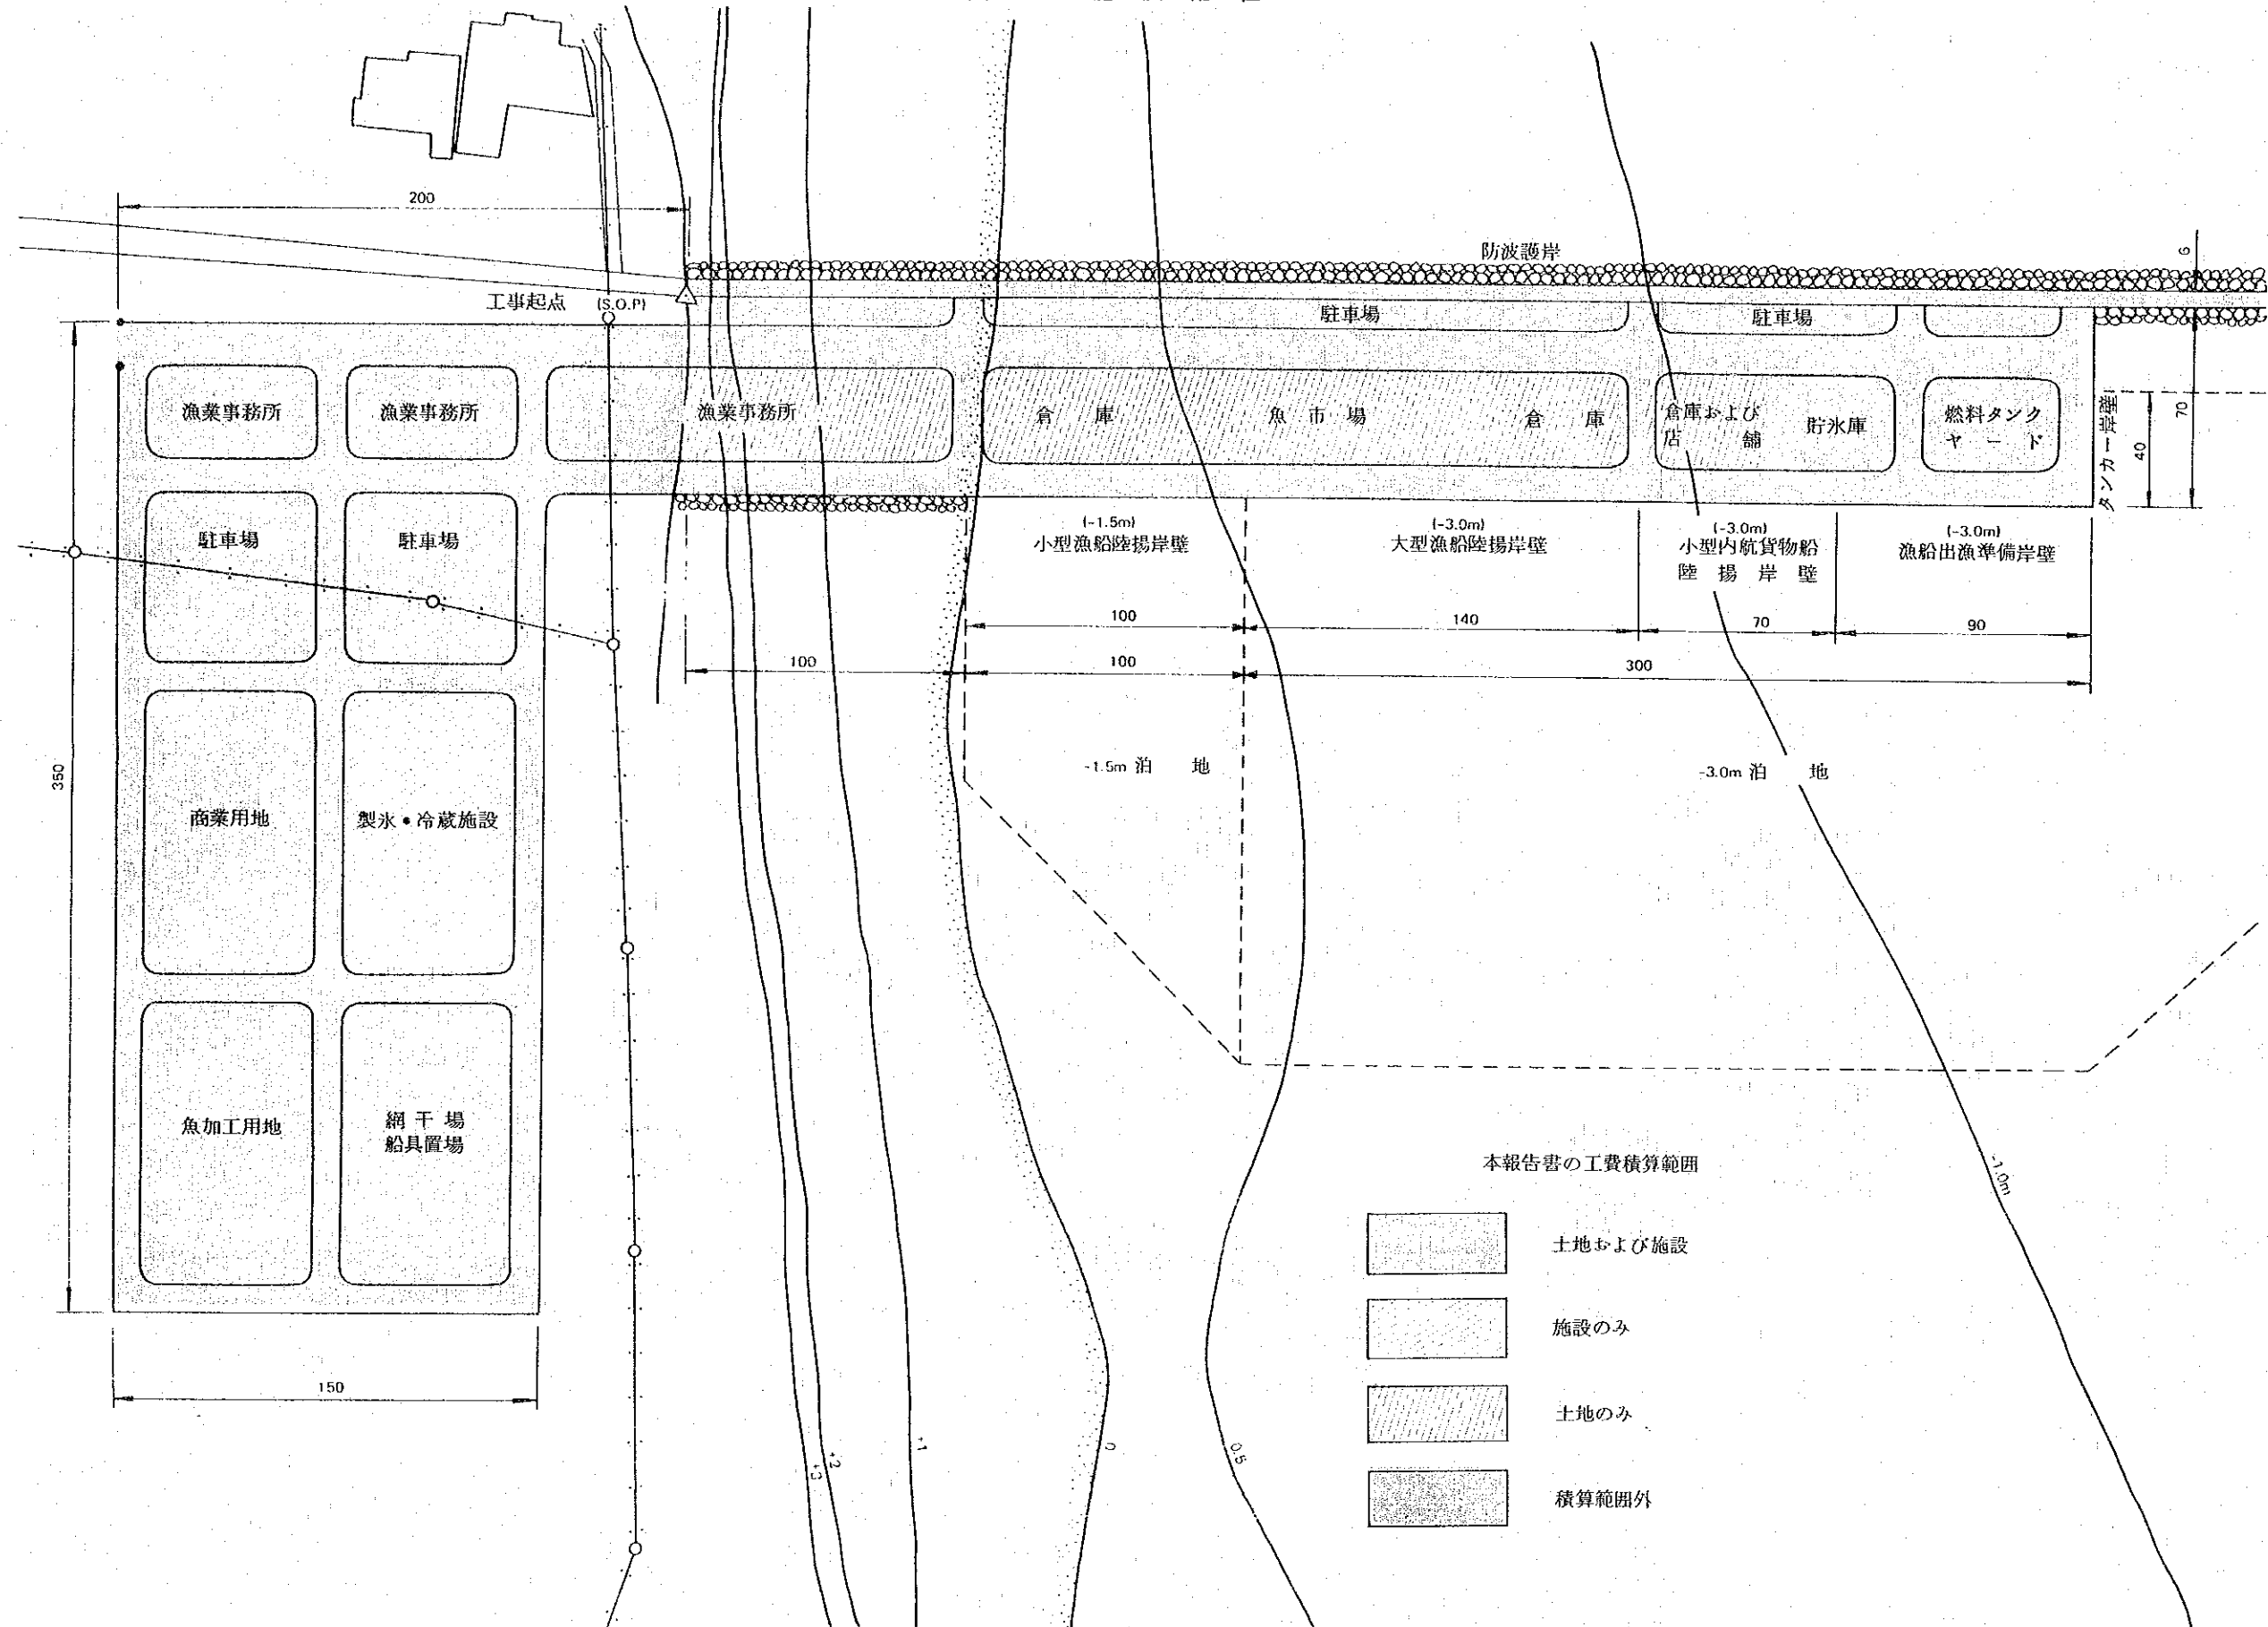 200
防波護岸
6
工事起点 (S.O.P)
駐車場
駐車場
漁業事務所
漁業事務所
漁業事務所
倉庫
魚市場
倉庫
倉庫および
店舗
貯氷庫
燃料タンク
ヤード
タンカー岸壁
40
70
駐車場
駐車場
(-1.5m)
小型漁船陸揚岸壁
(-3.0m)
大型漁船陸揚岸壁
(-3.0m)
小型内航貨物船
陸揚岸壁
(-3.0m)
漁船出漁準備岸壁
100
140
70
90
100
100
300
350
-1.5m 泊地
-3.0m 泊地
商業用地
製氷・冷蔵施設
魚加工用地
網干場
船具置場
150
+3
+2
+1
0
0.5
-1.0m
本報告書の工費積算範囲
土地および施設
施設のみ
土地のみ
積算範囲外